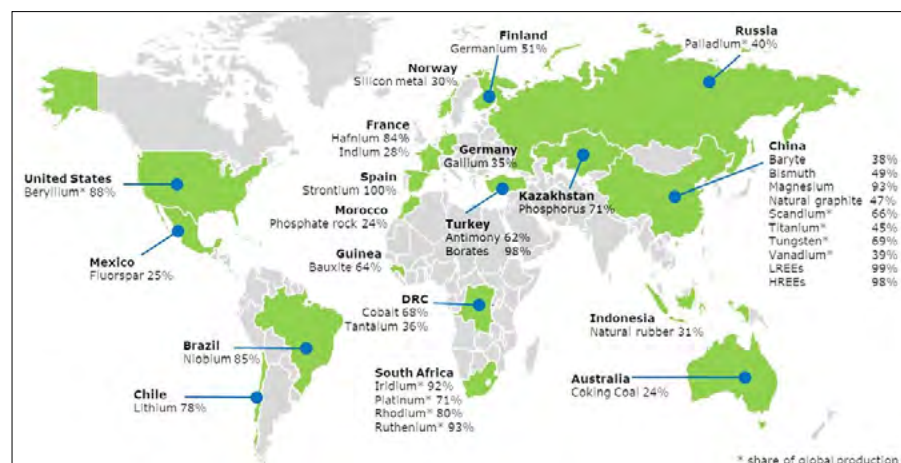 Finland
Germanium 51%
Russia
Palladium* 40%
Norway
Silicon metal 30%
France
Hafnium 84%
Indium 28%
Germany
Gallium 35%
Spain
Strontium 100%
Kazakhstan
Phosphorus 71%
China
Baryte 38%
Bismuth 49%
Magnesium 93%
Natural graphite 47%
Scandium* 66%
Titanium* 45%
Tungsten* 69%
Vanadium* 39%
LREEs 99%
HREEs 98%
United States
Beryllium* 88%
Morocco
Phosphate rock 24%
Turkey
Antimony 62%
Borates 98%
Mexico
Fluorspar 25%
Guinea
Bauxite 64%
DRC
Cobalt 68%
Tantalum 36%
Indonesia
Natural rubber 31%
Brazil
Niobium 85%
Chile
Lithium 78%
South Africa
Iridium* 92%
Platinum* 71%
Rhodium* 80%
Ruthenium* 93%
Australia
Coking Coal 24%
* share of global production